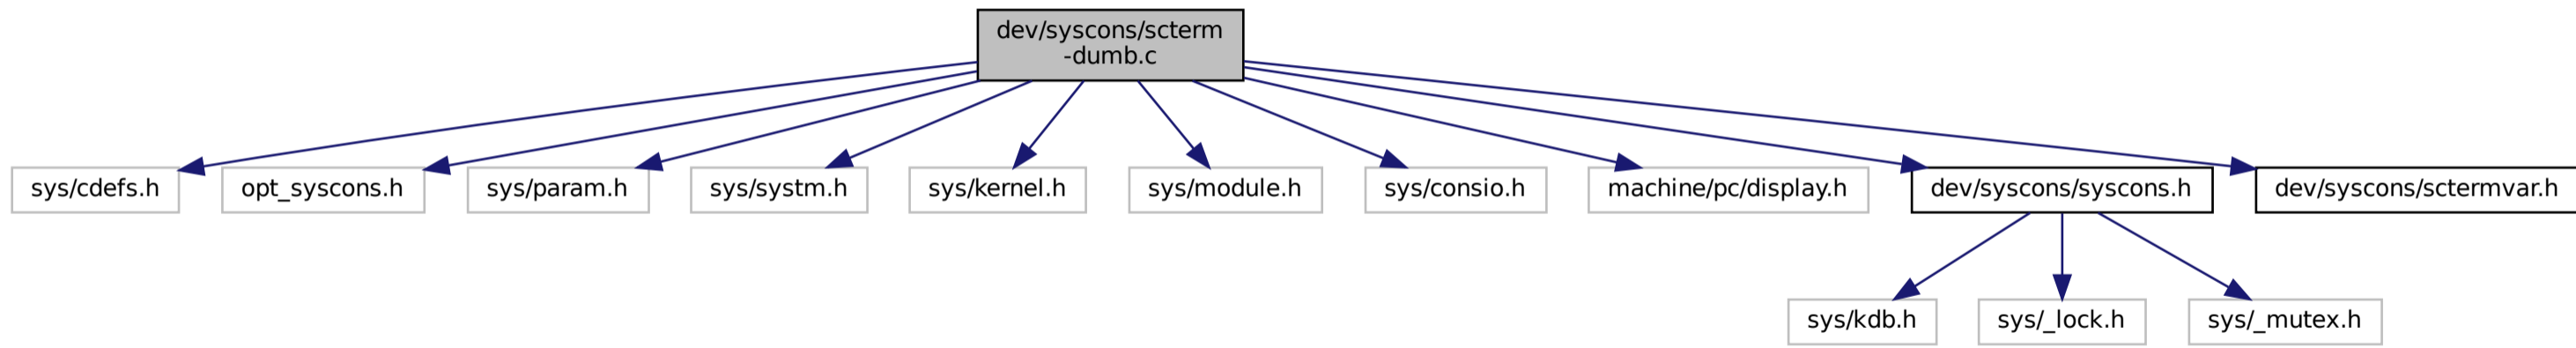 dev/syscons/scterm
-dumb.c
sys/cdefs.h
opt_syscons.h
sys/param.h
sys/systm.h
sys/kernel.h
sys/module.h
sys/consio.h
machine/pc/display.h
dev/syscons/syscons.h
dev/syscons/sctermvar.h
sys/kdb.h
sys/_lock.h
sys/_mutex.h